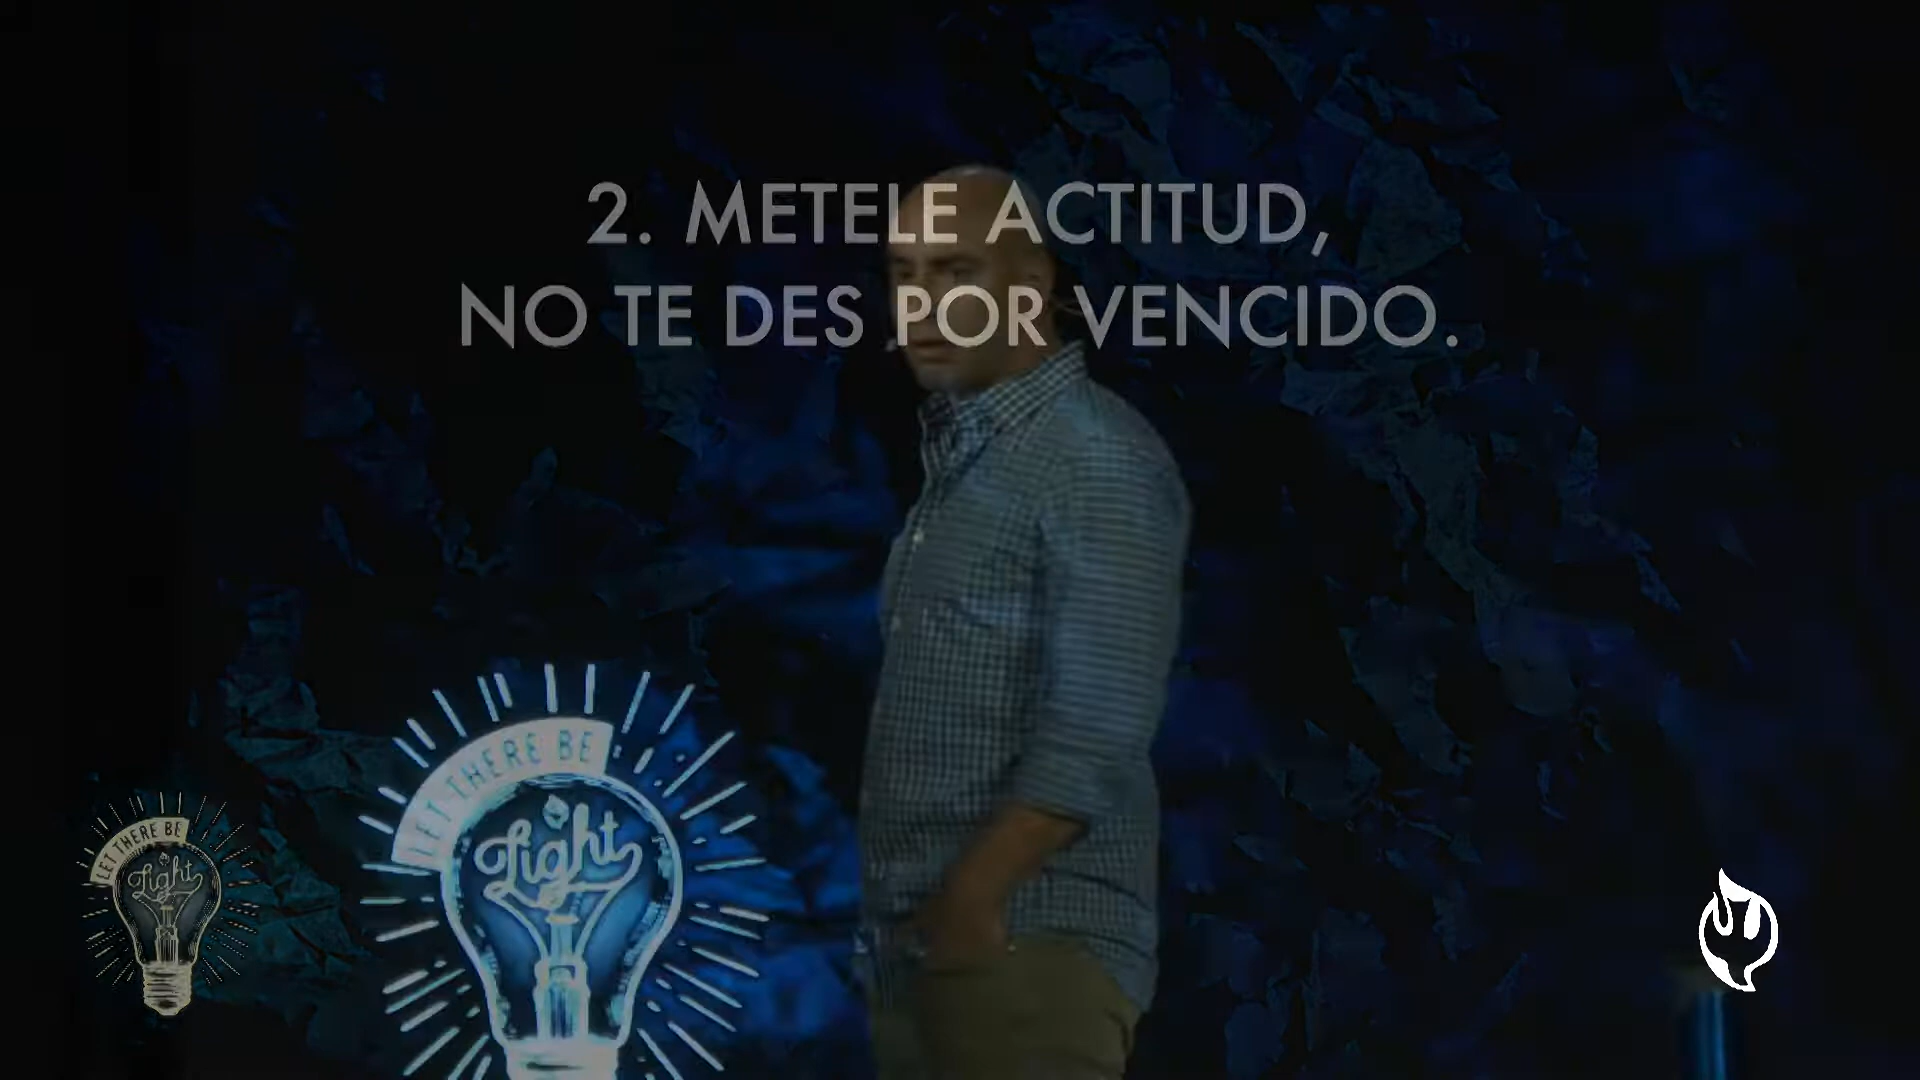 2. METELE ACTITUD,
NO TE DES POR VENCIDO.
LET THERE BE
Light
LET THERE BE
Light